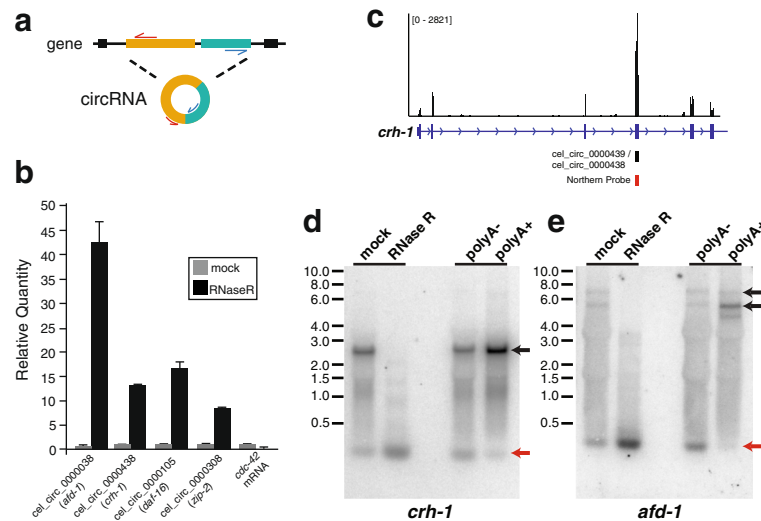 a
gene
circRNA
b
Relative Quantity
50
45
40
35
30
25
20
15
10
5
0
mock
RNaseR
cel_circ_0000038
(afd-1)
cel_circ_0000438
(crh-1)
cel_circ_0000105
(daf-16)
cel_circ_0000308
(zip-2)
cdc-42
mRNA
c
[0 - 2821]
crh-1
cel_circ_0000439 /
cel_circ_0000438
Northern Probe
d
mock
RNase R
polyA-
polyA+
10.0
8.0
6.0
4.0
3.0
2.0
1.5
1.0
0.5
crh-1
e
mock
RNase R
polyA-
polyA+
10.0
8.0
6.0
4.0
3.0
2.0
1.5
1.0
0.5
afd-1